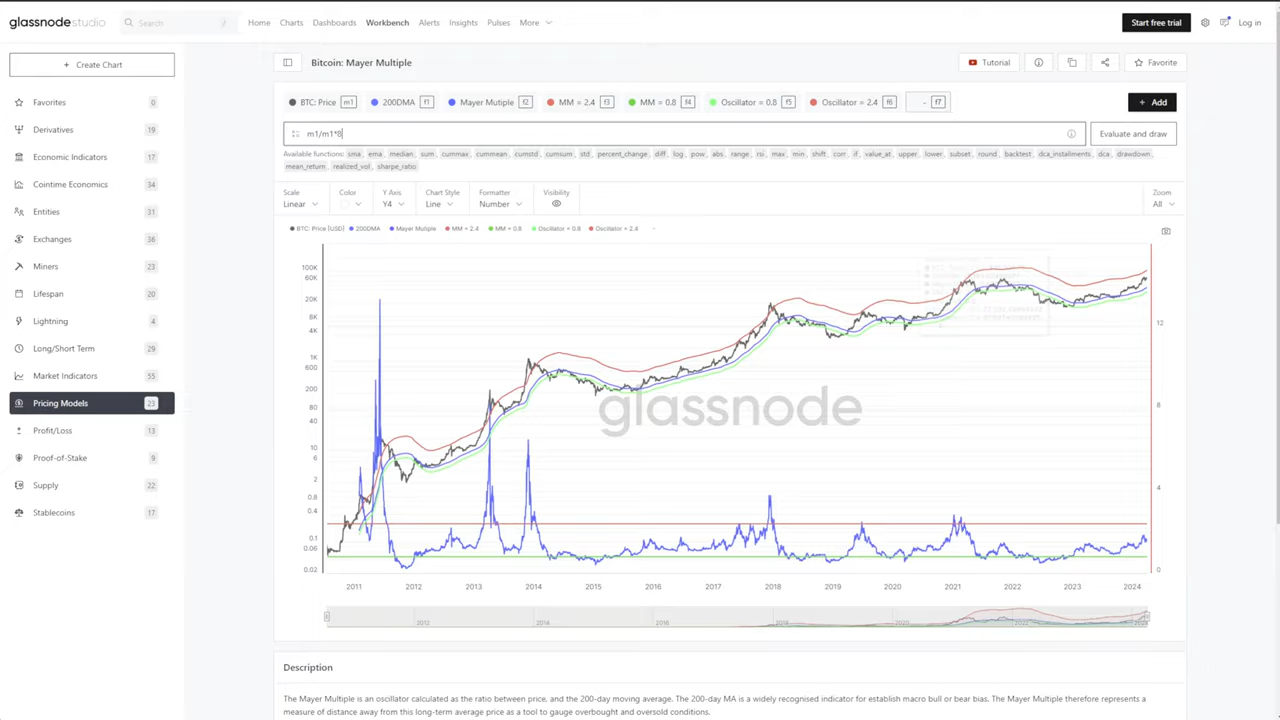 glassnode studio Search / Home Charts Dashboards Workbench Alerts Insights Pulses More Start free trial Log in
+ Create Chart
Favorites 0
Derivatives 19
Economic Indicators 17
Cointime Economics 34
Entities 31
Exchanges 36
Miners 23
Lifespan 20
Lightning 4
Long/Short Term 29
Market Indicators 55
Pricing Models 23
Profit/Loss 13
Proof-of-Stake 9
Supply 22
Stablecoins 17
Bitcoin: Mayer Multiple Tutorial Favorite
BTC: Price m1 200DMA f1 Mayer Mutiple f2 MM = 2.4 f3 MM = 0.8 f4 Oscillator = 0.8 f5 Oscillator = 2.4 f6 - f7 + Add
m1/m1*8 Evaluate and draw
Available functions: sma ema median sum cummax cummean cumstd cumsum std percent_change diff log pow abs range rsi max min shift corr if value_at upper lower subset round backtest dca_installments dca drawdown
mean_return realized_vol sharpe_ratio
Scale Color Y Axis Chart Style Formatter Visibility Zoom
Linear Y4 Line Number All
BTC: Price [USD] 200DMA Mayer Mutiple MM = 2.4 MM = 0.8 Oscillator = 0.8 Oscillator = 2.4 -
100K
60K
20K
8K
4K
1K
600
200
80
40
10
6
2
0.8
0.4
0.1
0.06
0.02
12
8
4
0
glassnode
2011 2012 2013 2014 2015 2016 2017 2018 2019 2020 2021 2022 2023 2024
2012 2014 2016 2018 2020 2022
Description
The Mayer Multiple is an oscillator calculated as the ratio between price, and the 200-day moving average. The 200-day MA is a widely recognised indicator for establish macro bull or bear bias. The Mayer Multiple therefore represents a
measure of distance away from this long-term average price as a tool to gauge overbought and oversold conditions.